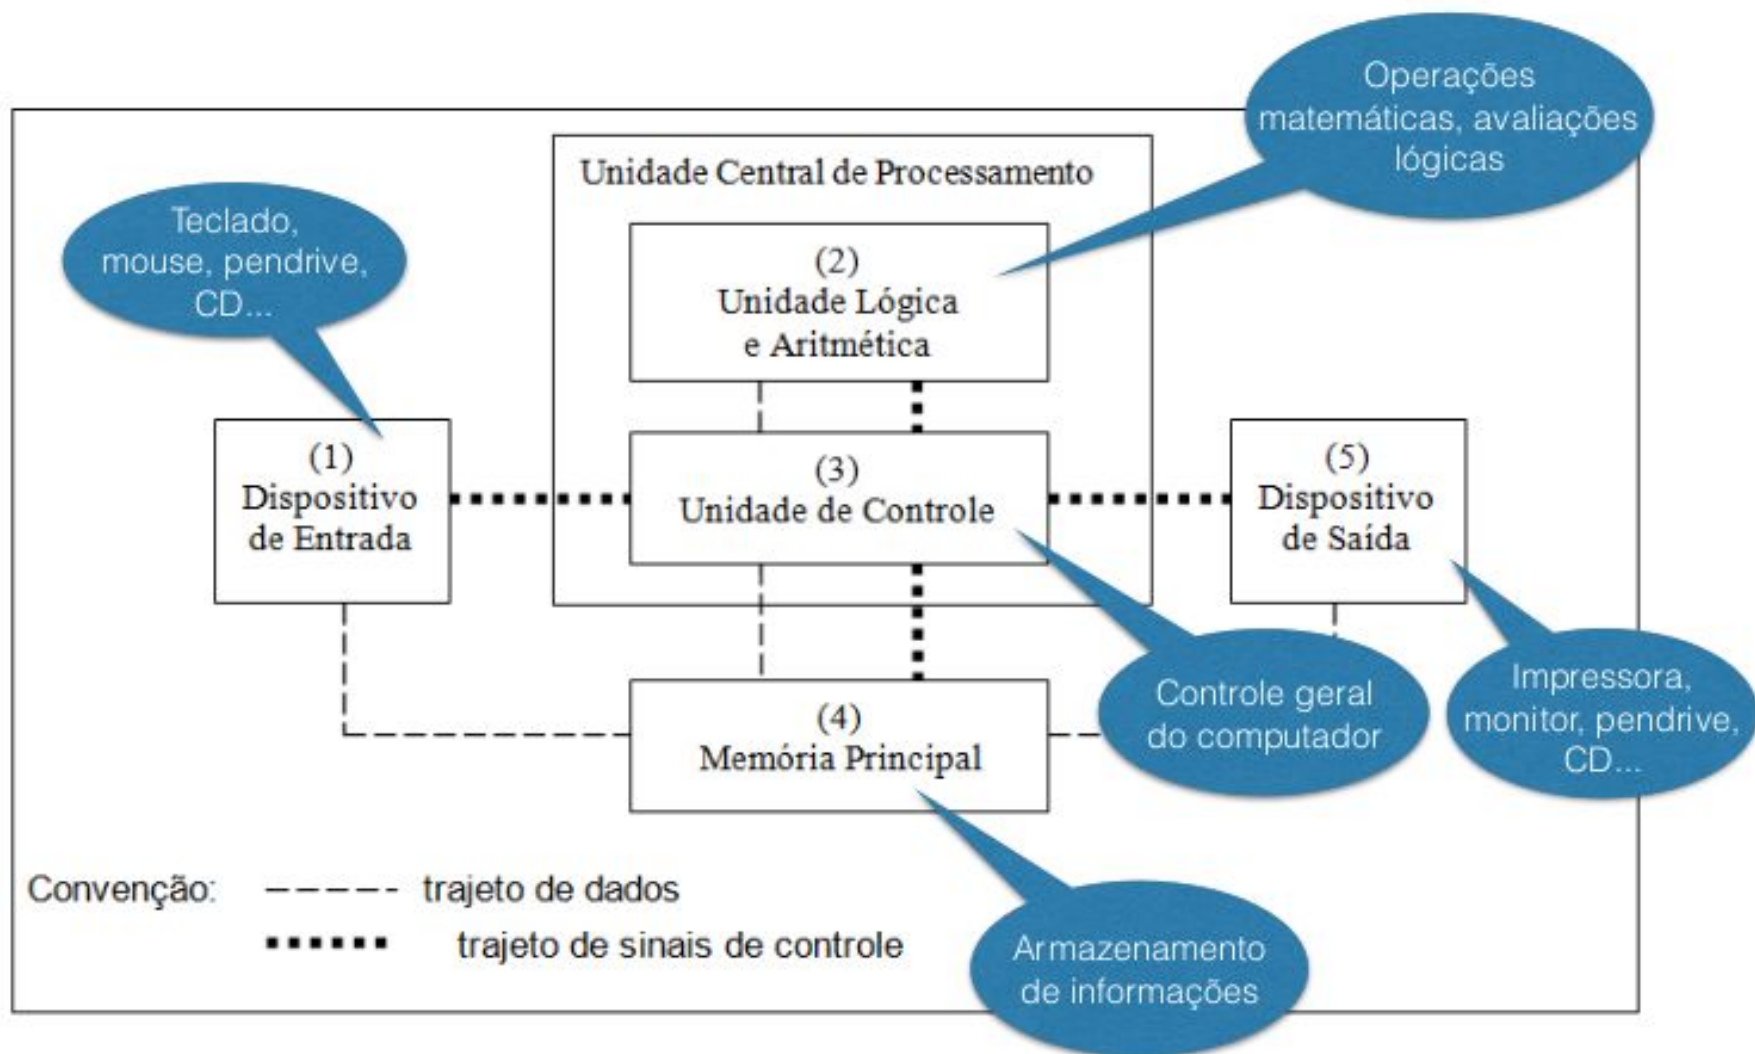 Operações
matemáticas, avaliações
lógicas
Unidade Central de Processamento
Teclado,
mouse, pendrive,
CD...
(2)
Unidade Lógica
e Aritmética
(1)
Dispositivo
de Entrada
(3)
Unidade de Controle
(5)
Dispositivo
de Saída
Controle geral
do computador
Impressora,
monitor, pendrive,
CD...
(4)
Memória Principal
Convenção:
trajeto de dados
trajeto de sinais de controle
Armazenamento
de informações